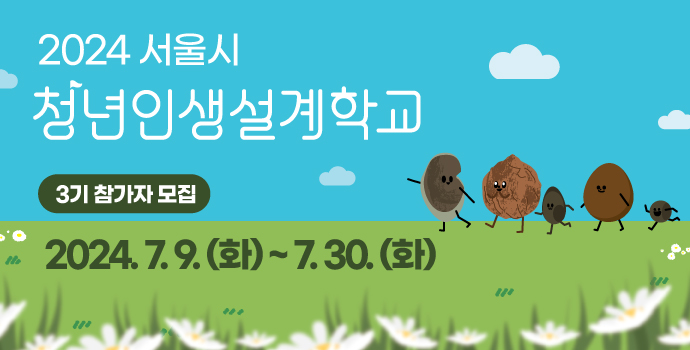 2024 서울시
청년인생설계학교
3기 참가자 모집
2024. 7. 9. (화) ~ 7. 30. (화)